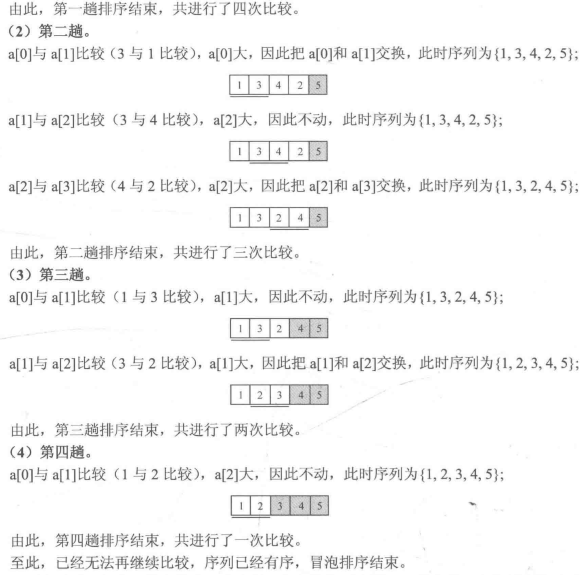 由此，第一趟排序结束，共进行了四次比较。
（2）第二趟。
a[0]与a[1]比较（3与1比较），a[0]大，因此把a[0]和a[1]交换，此时序列为{1, 3, 4, 2, 5};
1 3 4 2 5
a[1]与a[2]比较（3与4比较），a[2]大，因此不动，此时序列为{1, 3, 4, 2, 5};
1 3 4 2 5
a[2]与a[3]比较（4与2比较），a[2]大，因此把a[2]和a[3]交换，此时序列为{1, 3, 2, 4, 5};
1 3 2 4 5
由此，第二趟排序结束，共进行了三次比较。
（3）第三趟。
a[0]与a[1]比较（1与3比较），a[1]大，因此不动，此时序列为{1, 3, 2, 4, 5};
1 3 2 4 5
a[1]与a[2]比较（3与2比较），a[1]大，因此把a[1]和a[2]交换，此时序列为{1, 2, 3, 4, 5};
1 2 3 4 5
由此，第三趟排序结束，共进行了两次比较。
（4）第四趟。
a[0]与a[1]比较（1与2比较），a[2]大，因此不动，此时序列为{1, 2, 3, 4, 5};
1 2 3 4 5
由此，第四趟排序结束，共进行了一次比较。
至此，已经无法再继续比较，序列已经有序，冒泡排序结束。